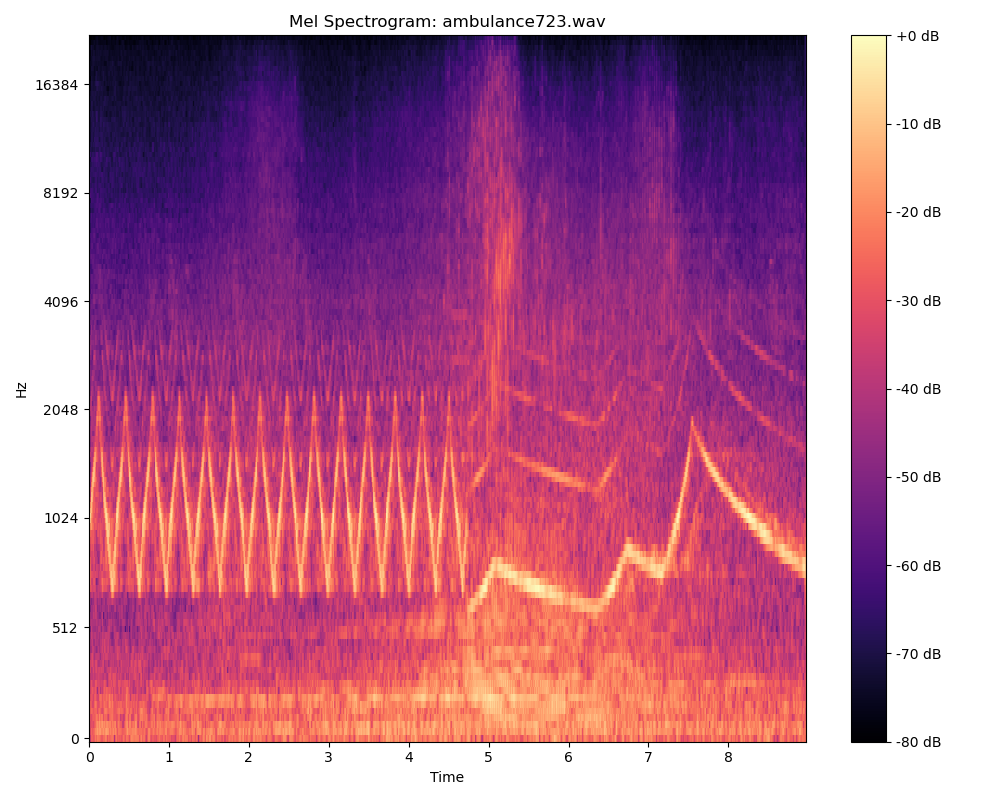 Mel Spectrogram: ambulance723.wav
16384
8192
4096
2048
1024
512
0
Hz
0 1 2 3 4 5 6 7 8
Time
+0 dB
-10 dB
-20 dB
-30 dB
-40 dB
-50 dB
-60 dB
-70 dB
-80 dB